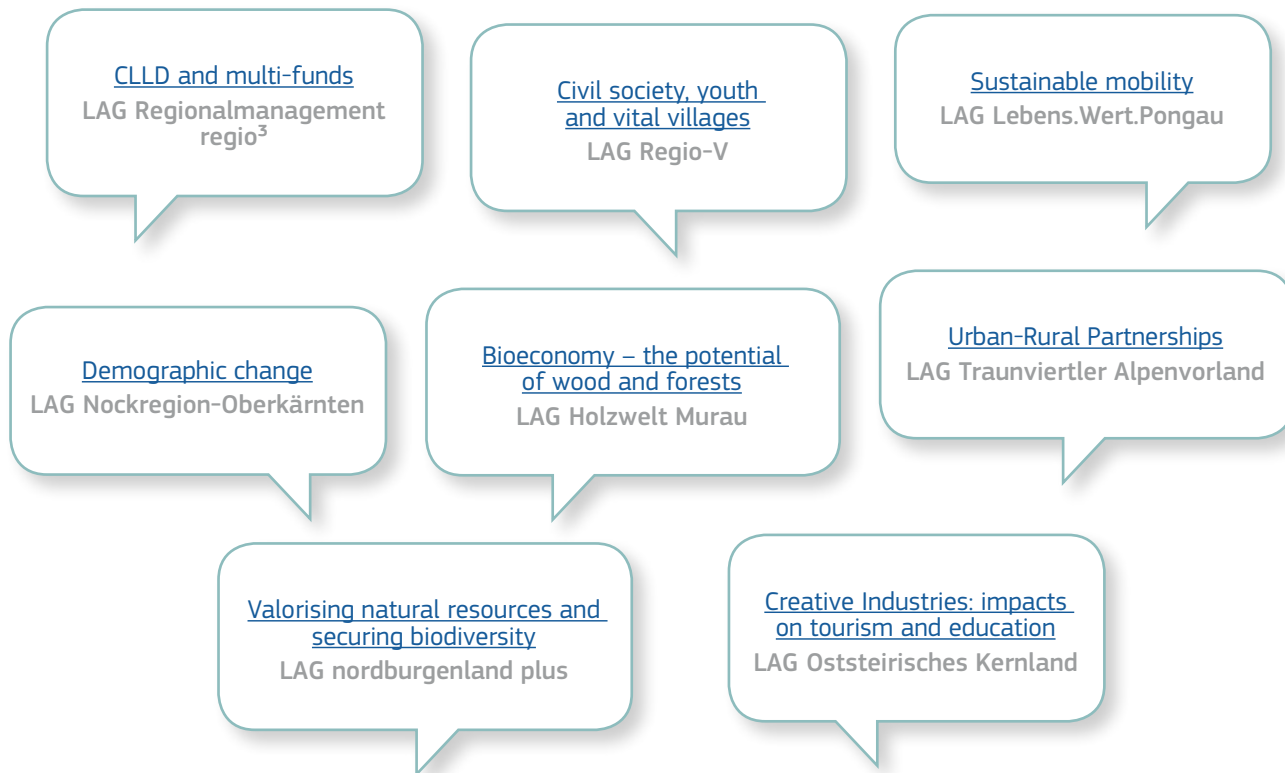 CLLD and multi-funds
LAG Regionalmanagement
regio³
Civil society, youth
and vital villages
LAG Regio-V
Sustainable mobility
LAG Lebens.Wert.Pongau
Demographic change
LAG Nockregion-Oberkärnten
Bioeconomy – the potential
of wood and forests
LAG Holzwelt Murau
Urban-Rural Partnerships
LAG Traunviertler Alpenvorland
Valorising natural resources and
securing biodiversity
LAG nordburgenland plus
Creative Industries: impacts
on tourism and education
LAG Oststeirisches Kernland